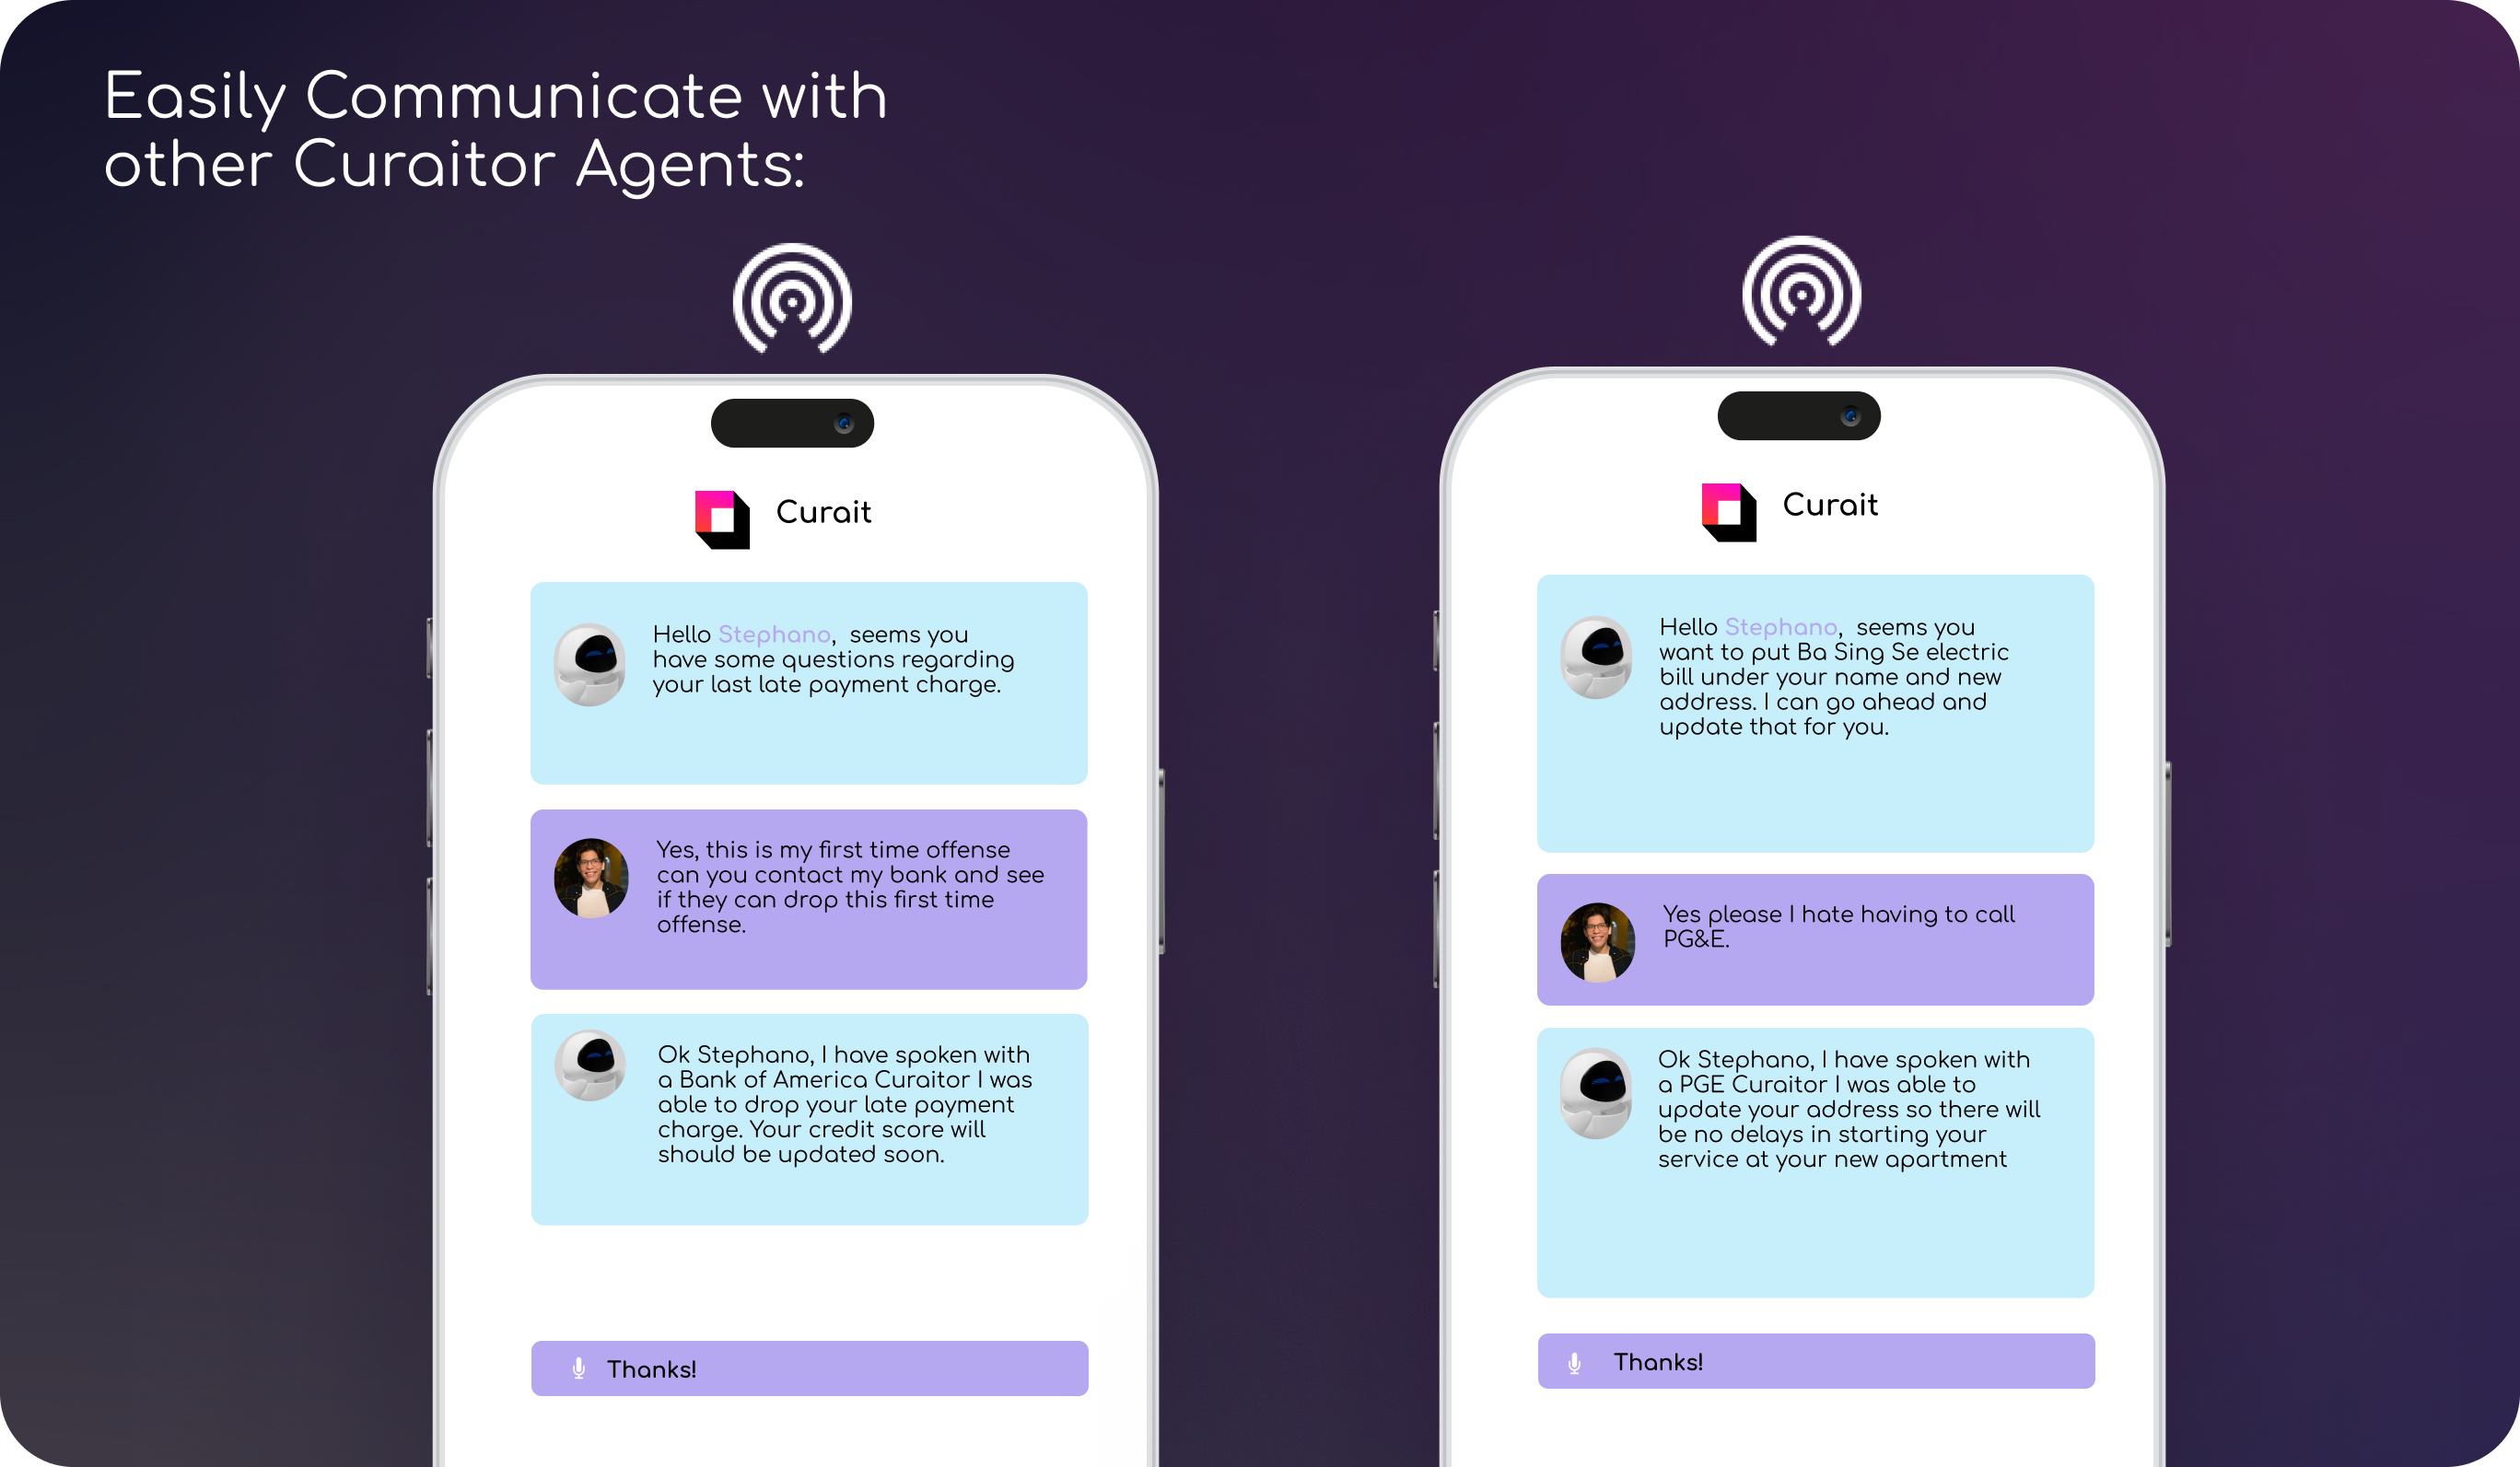 Easily Communicate with
other Curaitor Agents:
Curait
Hello Stephano,  seems you
have some questions regarding
your last late payment charge.
Yes, this is my first time offense
can you contact my bank and see
if they can drop this first time
offense.
Ok Stephano, I have spoken with
a Bank of America Curaitor I was
able to drop your late payment
charge. Your credit score will
should be updated soon.
Thanks!
Curait
Hello Stephano,  seems you
want to put Ba Sing Se electric
bill under your name and new
address. I can go ahead and
update that for you.
Yes please I hate having to call
PG&E.
Ok Stephano, I have spoken with
a PGE Curaitor I was able to
update your address so there will
be no delays in starting your
service at your new apartment
Thanks!